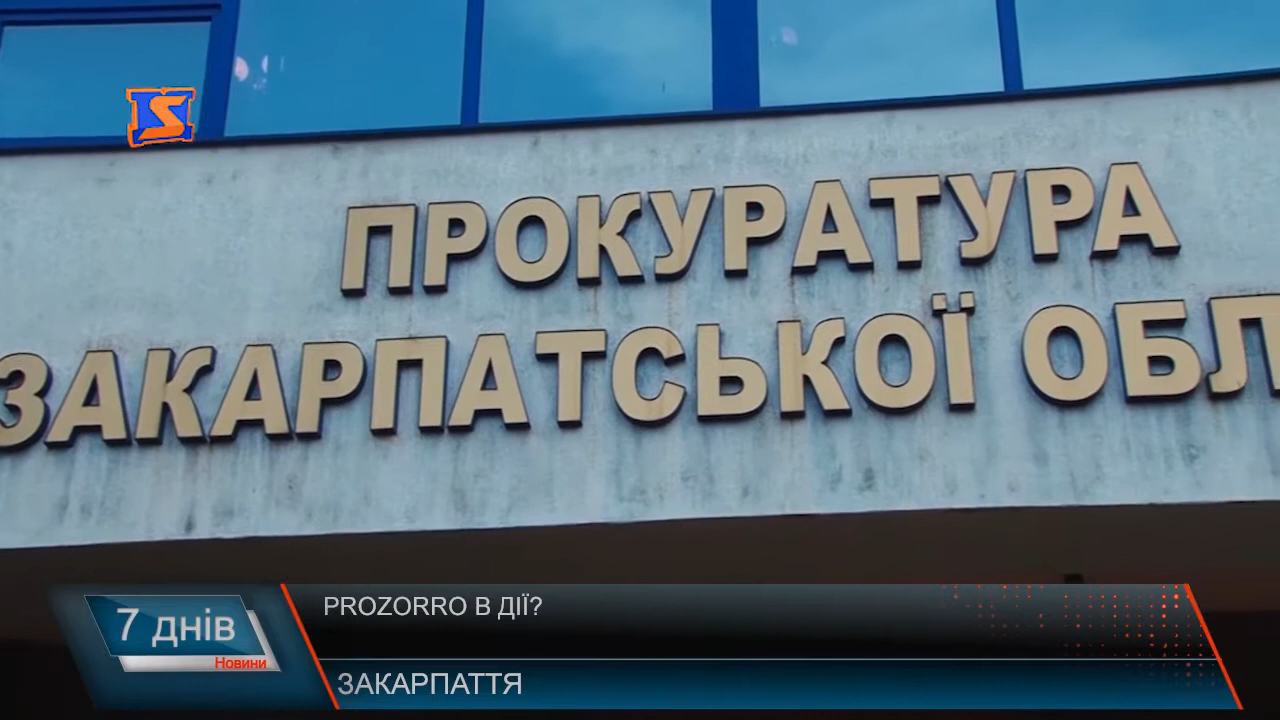 ПРОКУРАТУРА
ЗАКАРПАТСЬКОЇ ОБЛ
7 днів
Новини
PROZORRO В ДІЇ?
ЗАКАРПАТТЯ